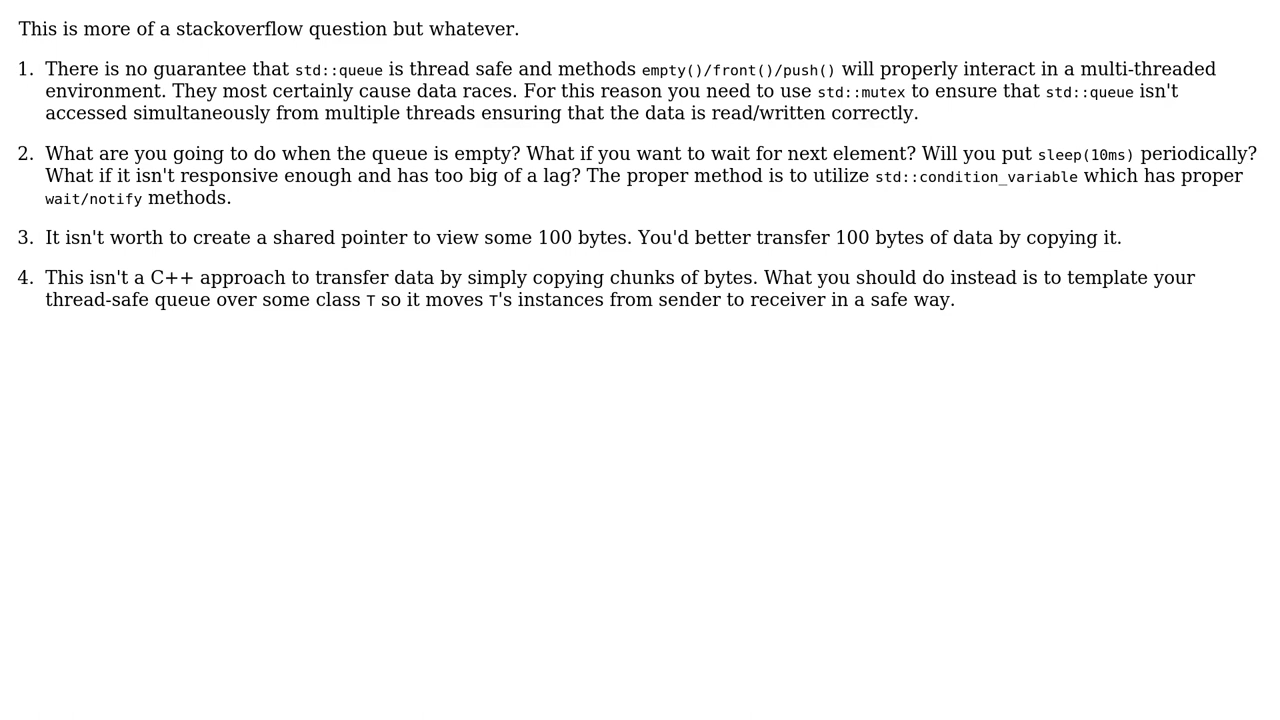 This is more of a stackoverflow question but whatever.
1. There is no guarantee that std::queue is thread safe and methods empty()/front()/push() will properly interact in a multi-threaded
environment. They most certainly cause data races. For this reason you need to use std::mutex to ensure that std::queue isn't
accessed simultaneously from multiple threads ensuring that the data is read/written correctly.
2. What are you going to do when the queue is empty? What if you want to wait for next element? Will you put sleep(10ms) periodically?
What if it isn't responsive enough and has too big of a lag? The proper method is to utilize std::condition_variable which has proper
wait/notify methods.
3. It isn't worth to create a shared pointer to view some 100 bytes. You'd better transfer 100 bytes of data by copying it.
4. This isn't a C++ approach to transfer data by simply copying chunks of bytes. What you should do instead is to template your
thread-safe queue over some class T so it moves T's instances from sender to receiver in a safe way.